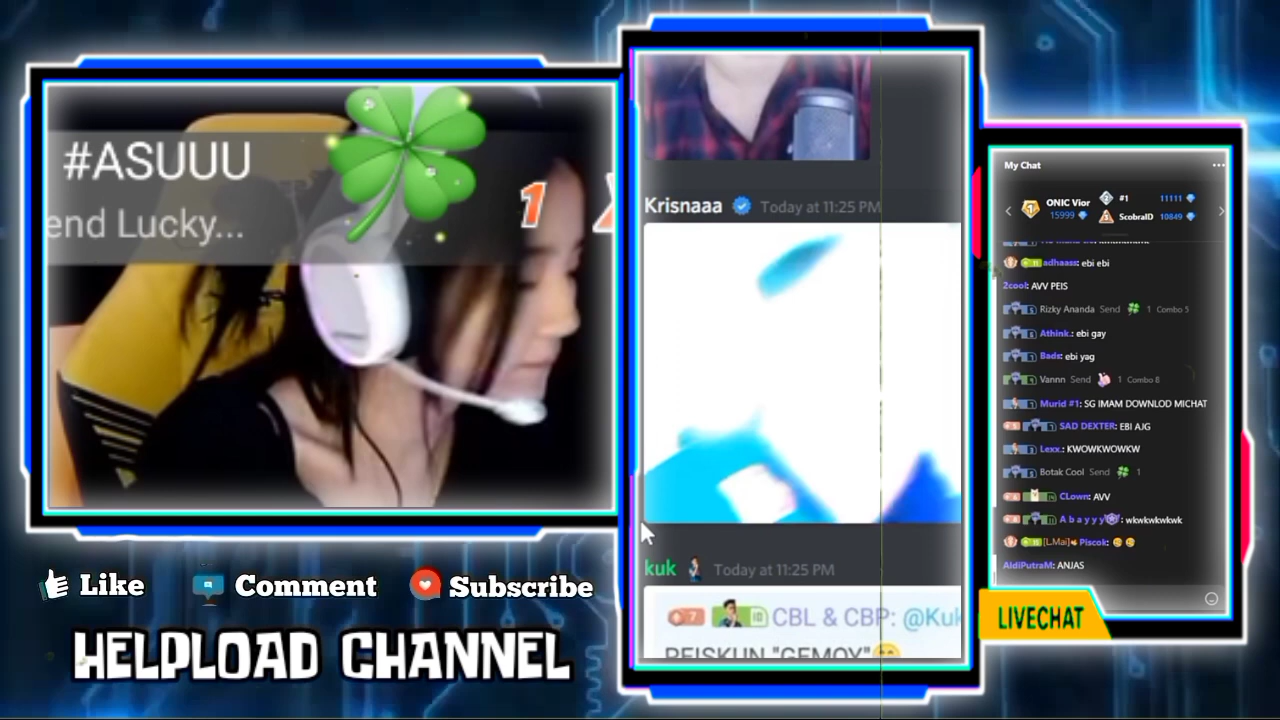 #ASUUU
end Lucky...
1
Like
Comment
Subscribe
HELPLOAD CHANNEL
Krisnaaa Today at 11:25 PM
kuk Today at 11:25 PM
7 CBL & CBP: @Kuk
PEISKUN "GEMOY"
My Chat
ONIC Vior
15999
#1 11111
ScobraID 10849
adhaass: ebi ebi
2cool: AVV PEIS
Rizky Ananda Send 1 Combo 5
Athink.: ebi gay
Bads: ebi yag
Vannn Send 1 Combo 8
Murid #1: SG IMAM DOWNLOD MICHAT
SAD DEXTER: EBI AJG
Lexx.: KWOWKWOWKW
Botak Cool Send 1
CLown: AVV
A b a y y y : wkwkwkwkwk
[L.Mai] Piscok:
AldiPutraM: ANJAS
LIVECHAT